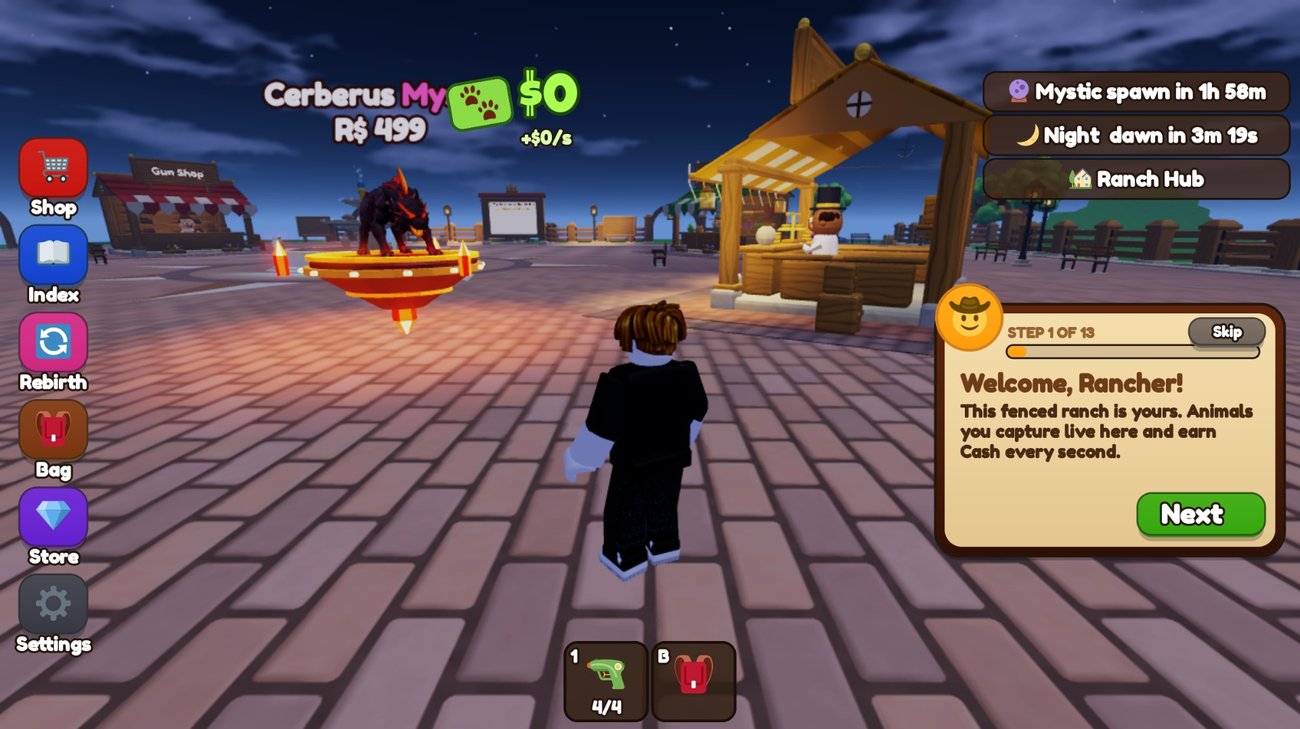 Cerberus My
R$ 499
$0
+$0/s
Mystic spawn in 1h 58m
Night dawn in 3m 19s
Ranch Hub
Gun Shop
Shop
Index
Rebirth
Bag
Store
Settings
STEP 1 OF 13
Skip
Welcome, Rancher!
This fenced ranch is yours. Animals
you capture live here and earn
Cash every second.
Next
1
4/4
B